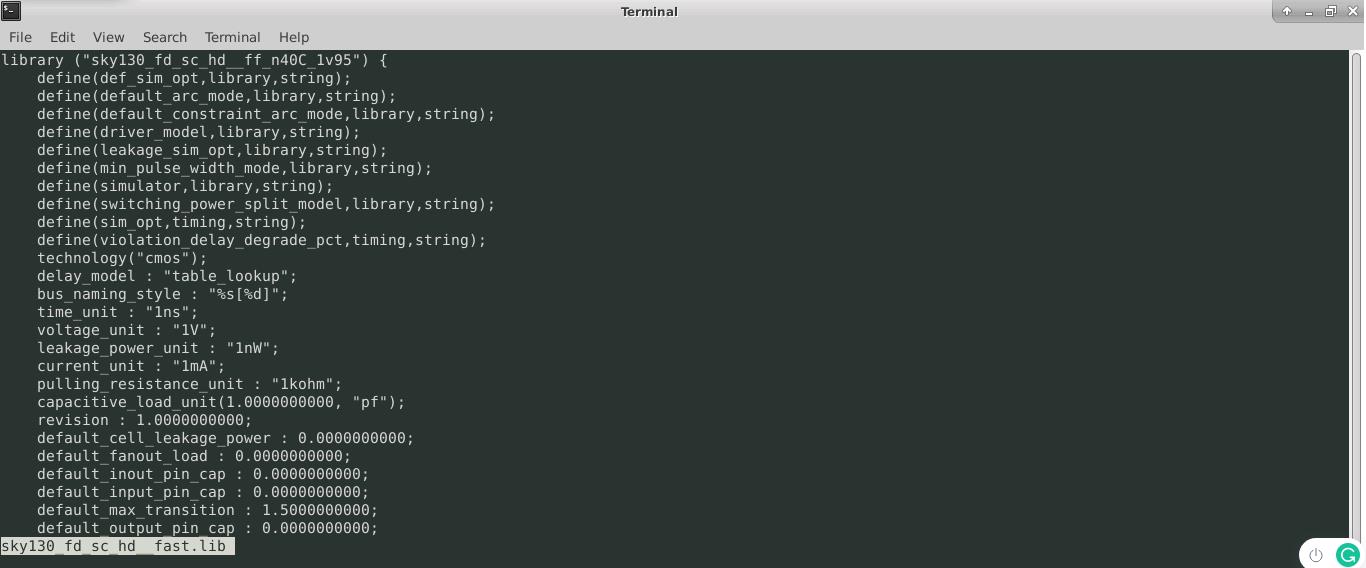 Terminal
File Edit View Search Terminal Help
library ("sky130_fd_sc_hd__ff_n40C_1v95") {
    define(def_sim_opt,library,string);
    define(default_arc_mode,library,string);
    define(default_constraint_arc_mode,library,string);
    define(driver_model,library,string);
    define(leakage_sim_opt,library,string);
    define(min_pulse_width_mode,library,string);
    define(simulator,library,string);
    define(switching_power_split_model,library,string);
    define(sim_opt,timing,string);
    define(violation_delay_degrade_pct,timing,string);
    technology("cmos");
    delay_model : "table_lookup";
    bus_naming_style : "%s[%d]";
    time_unit : "1ns";
    voltage_unit : "1V";
    leakage_power_unit : "1nW";
    current_unit : "1mA";
    pulling_resistance_unit : "1kohm";
    capacitive_load_unit(1.0000000000, "pf");
    revision : 1.0000000000;
    default_cell_leakage_power : 0.0000000000;
    default_fanout_load : 0.0000000000;
    default_inout_pin_cap : 0.0000000000;
    default_input_pin_cap : 0.0000000000;
    default_max_transition : 1.5000000000;
    default_output_pin_cap : 0.0000000000;
sky130_fd_sc_hd__fast.lib